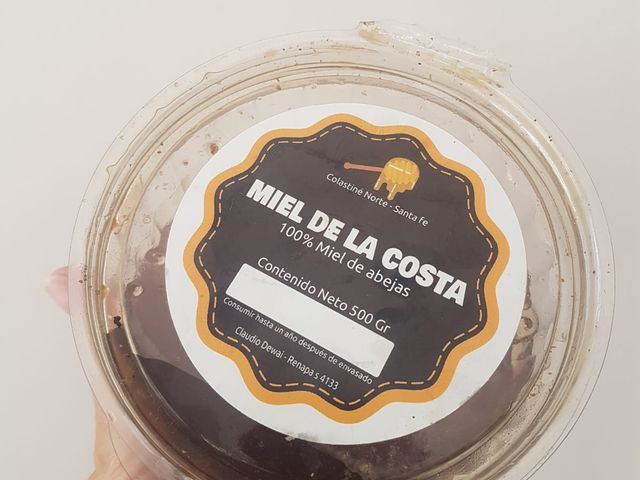 Colastiné Norte - Santa fe
MIEL DE LA COSTA
100% Miel de abejas
Contenido Neto 500 Gr
Consumir hasta un año después de envasado
Claudio Dewai - Renapa s 4133